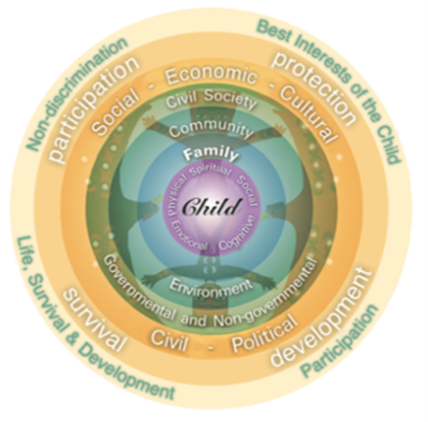 Non-discrimination
Best Interests of the Child
Life, Survival & Development
Participation
participation
protection
survival
development
Social - Economic - Cultural
Civil - Political
Civil Society
Governmental and Non-governmental
Community
Environment
Family
Physical Spiritual Social
Emotional Cognitive
Child